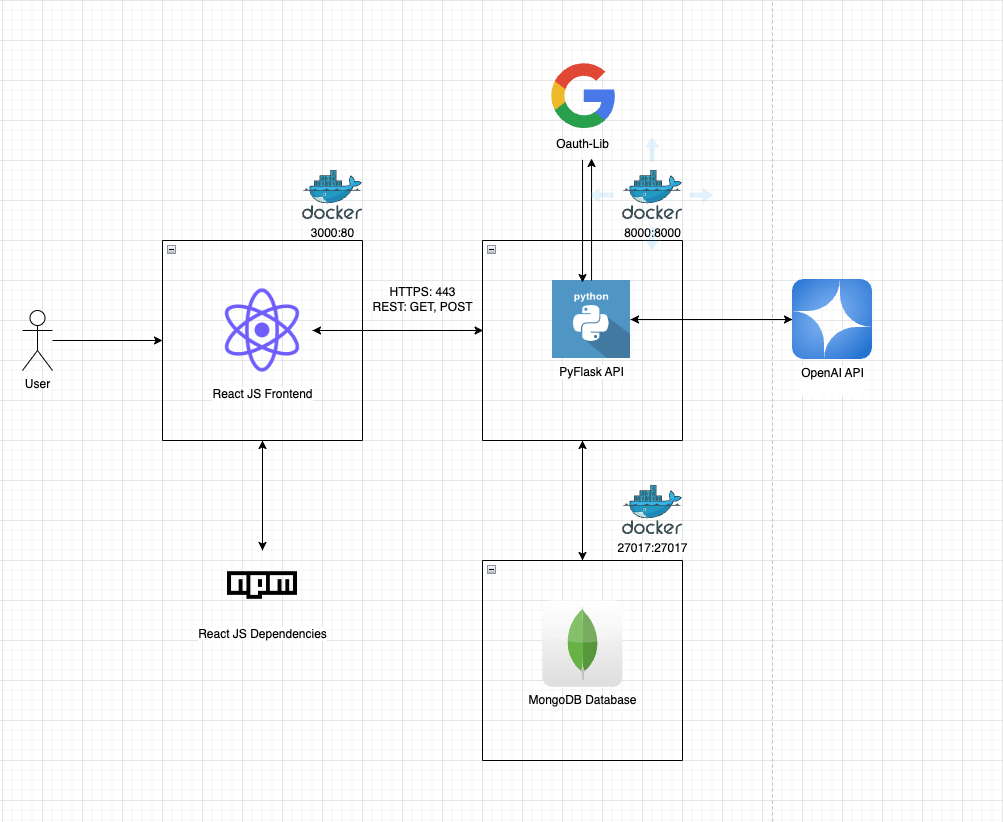 Oauth-Lib
docker
3000:80
docker
8000:8000
HTTPS: 443
REST: GET, POST
python
User
React JS Frontend
PyFlask API
OpenAI API
docker
27017:27017
npm
React JS Dependencies
MongoDB Database